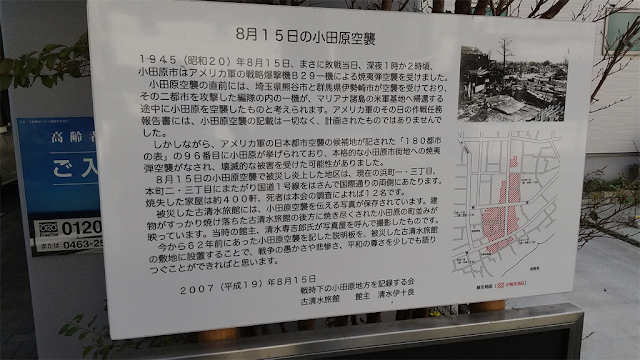 8月15日の小田原空襲
1945（昭和20）年8月15日、まさに敗戦当日、深夜1時か2時頃、
小田原市はアメリカ軍の戦略爆撃機B29一機による焼夷弾空襲を受けました。
小田原空襲の直前には、埼玉県熊谷市と群馬県伊勢崎市が空襲を受けており、
その二都市を攻撃した編隊の内の一機が、マリアナ諸島の米軍基地へ帰還する
途中に小田原を空襲したものと考えられます。アメリカ軍のその日の作戦任務
報告書には、小田原空襲の記載は一切なく、計画されたものではありませんで
した。
しかしながら、アメリカ軍の日本都市空襲の候補地が記された「180都市
の表」の96番目に小田原が挙げられており、本格的な小田原市街地への焼夷
弾空襲がなされ、壊滅的な被害を受けた可能性がありました。
8月15日の小田原空襲で被災し炎上した地区は、現在の浜町一・三丁目、
本町二・三丁目にまたがり国道1号線をはさんで国際通りの両側にあたります。
焼失した家屋は約400軒、死者は本会の調査によれば12名です。
被災した古清水旅館には、小田原空襲を伝える写真が保存されています。建
物がすっかり焼け落ちた古清水旅館の後方に焼き尽くされた小田原の町並みが
映っています。当時の館主、清水専吉郎氏が写真屋を呼んで撮影したものです。
今から62年前にあった小田原空襲を記した説明板を、被災した古清水旅館
の敷地に設置することで、戦争の愚かさや悲惨さ、平和の尊さを少しでも語り
つぐことができればと思います。
2007（平成19）年8月15日
戦時下の小田原地方を記録する会
古清水旅館 館主 清水伊十良
高齢者
ご入
0120
または 0463-25